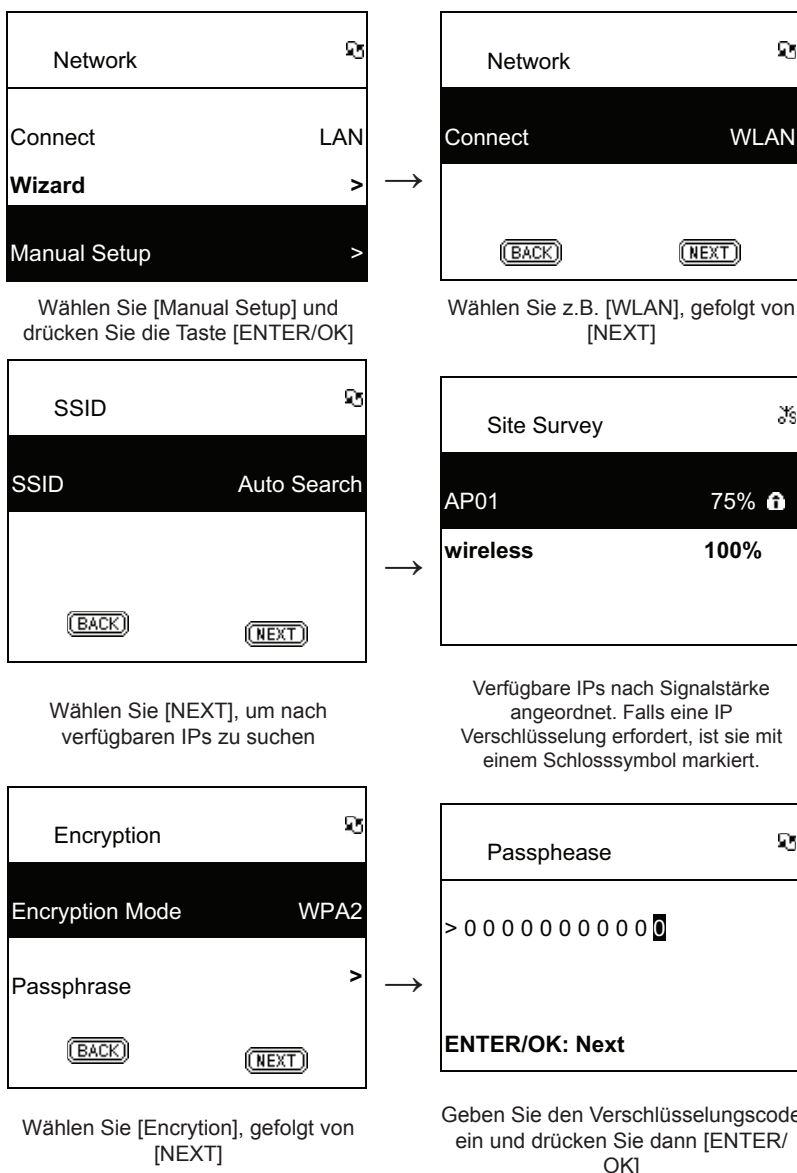 Network
Connect LAN
Wizard >
Manual Setup >
Wählen Sie [Manual Setup] und
drücken Sie die Taste [ENTER/OK]
→
Network
Connect WLAN
BACK NEXT
Wählen Sie z.B. [WLAN], gefolgt von
[NEXT]
SSID
SSID Auto Search
BACK NEXT
Wählen Sie [NEXT], um nach
verfügbaren IPs zu suchen
→
Site Survey
AP01 75%
wireless 100%
Verfügbare IPs nach Signalstärke
angeordnet. Falls eine IP
Verschlüsselung erfordert, ist sie mit
einem Schlosssymbol markiert.
Encryption
Encryption Mode WPA2
Passphrase >
BACK NEXT
Wählen Sie [Encrytion], gefolgt von
[NEXT]
→
Passphease
> 0 0 0 0 0 0 0 0 0 0 0
ENTER/OK: Next
Geben Sie den Verschlüsselungscode
ein und drücken Sie dann [ENTER/
OK]